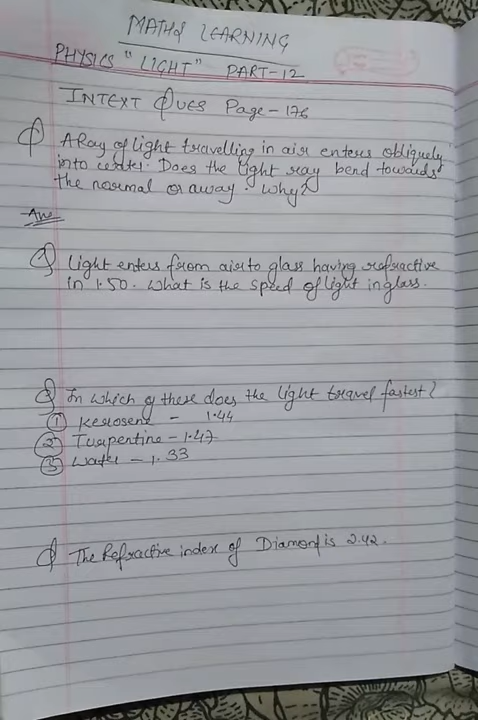 MATHS LEARNING
PHYSICS "LIGHT" PART-12
INTEXT QUES Page-176
Q A Ray of light travelling in air enters obliquely
into water. Does the light ray bend towards
the normal or away. Why?
Ans
Q Light enters from air to glass having refractive
in 1.50. What is the speed of light in glass.
Q In which of these does the light travel fastest?
① Kerosene - 1.44
② Turpentine - 1.47
③ Water - 1.33
Q The Refractive index of Diamond is 2.42.